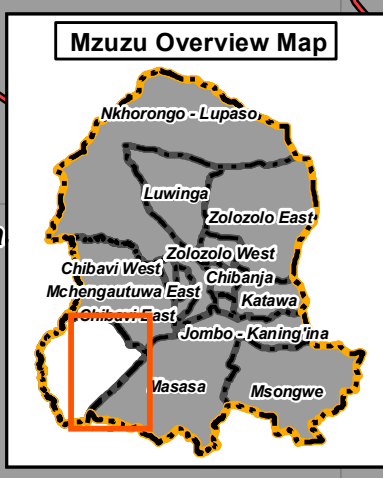 Mzuzu Overview Map
Nkhorongo - Lupaso
Luwinga
Zolozolo East
Zolozolo West
Chibavi West
Chibanja
Mchengautuwa East
Katawa
Chibavi East
Jombo - Kaning'ina
Masasa
Msongwe